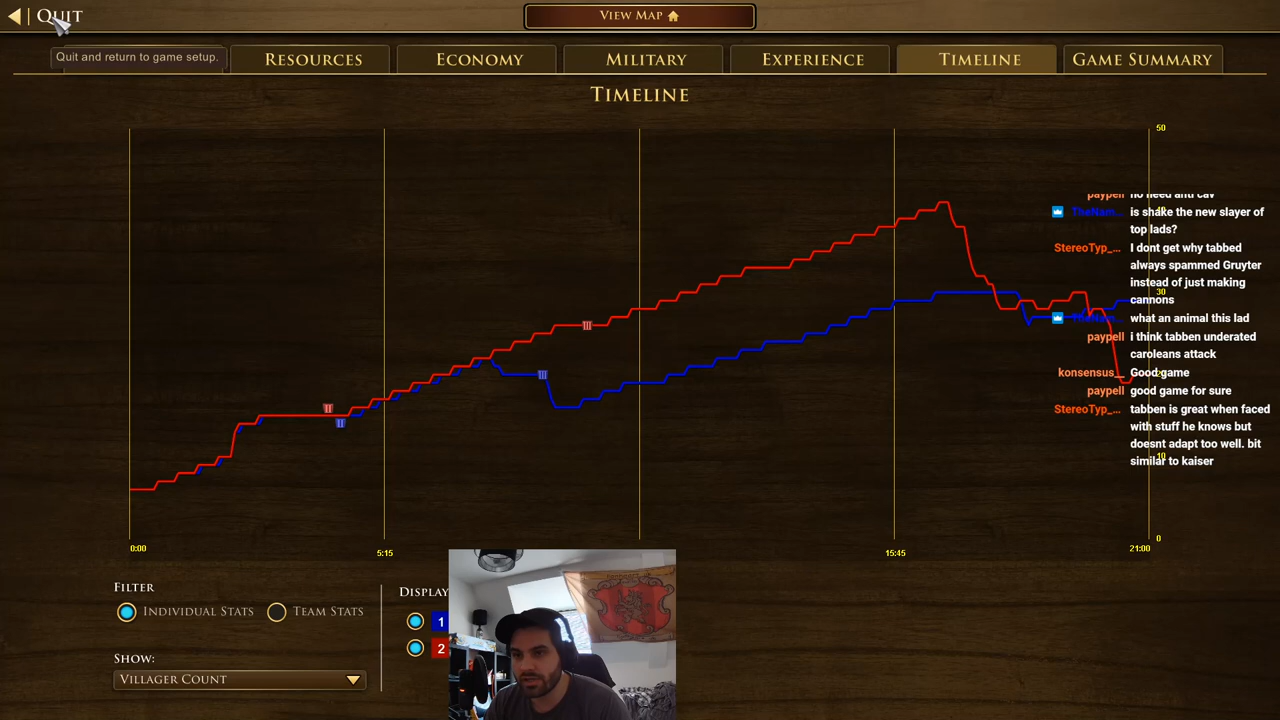 QUIT
VIEW MAP
Quit and return to game setup.
RESOURCES
ECONOMY
MILITARY
EXPERIENCE
TIMELINE
GAME SUMMARY
TIMELINE
50
paypell no need anti cav
TheNam... is shake the new slayer of
top lads?
StereoTyp_... I dont get why tabbed
always spammed Gruyter
instead of just making
cannons
30
TheNam... what an animal this lad
paypell i think tabben underated
caroleans attack
konsensus_ Good game
paypell good game for sure
StereoTyp_... tabben is great when faced
with stuff he knows but
doesnt adapt too well. bit
similar to kaiser
10
0
0:00
5:15
15:45
21:00
FILTER
INDIVIDUAL STATS
TEAM STATS
DISPLAY
1
2
SHOW:
VILLAGER COUNT